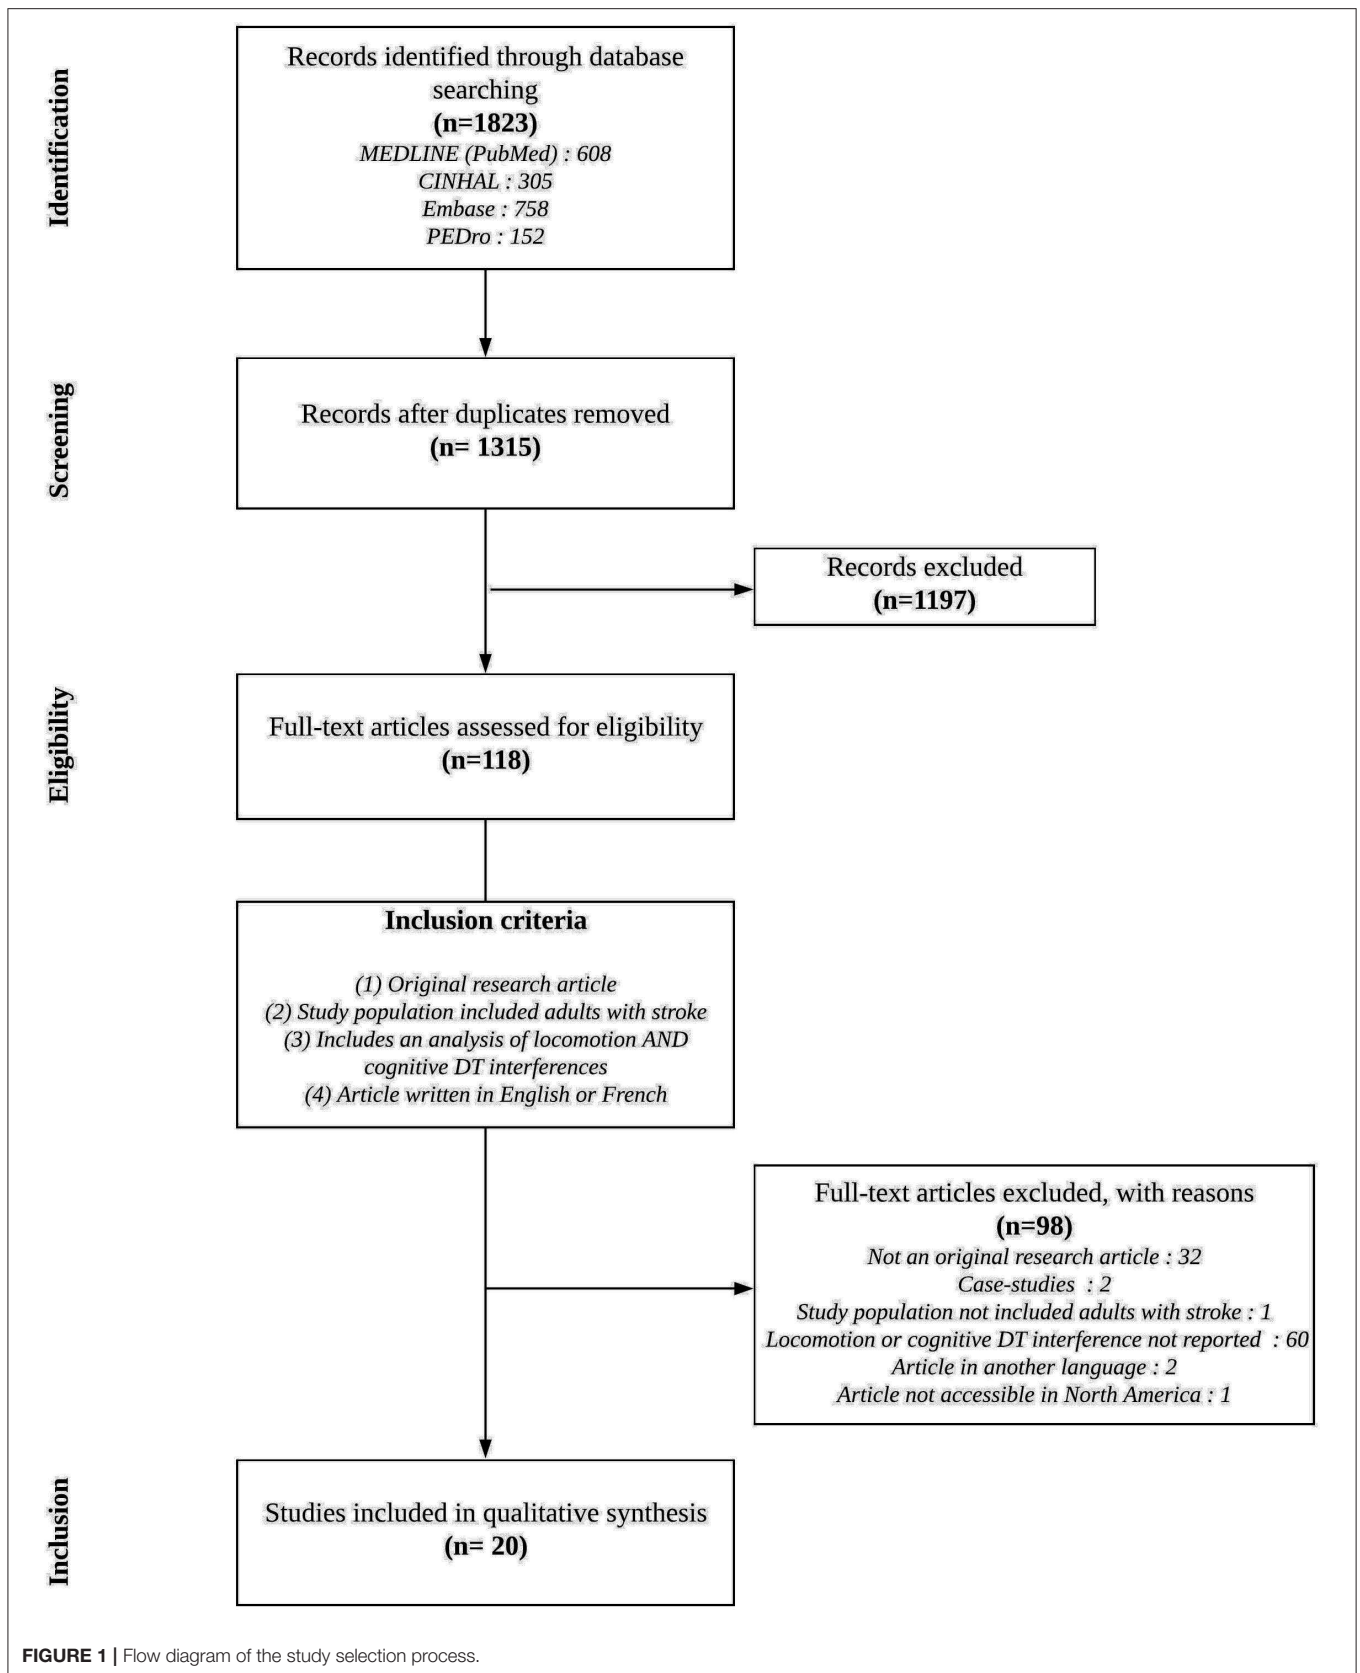 Identification
Records identified through database
searching
(n=1823)
MEDLINE (PubMed) : 608
CINHAL : 305
Embase : 758
PEDro : 152
Screening
Records after duplicates removed
(n= 1315)
Records excluded
(n=1197)
Eligibility
Full-text articles assessed for eligibility
(n=118)
Inclusion criteria
(1) Original research article
(2) Study population included adults with stroke
(3) Includes an analysis of locomotion AND
cognitive DT interferences
(4) Article written in English or French
Full-text articles excluded, with reasons
(n=98)
Not an original research article : 32
Case-studies : 2
Study population not included adults with stroke : 1
Locomotion or cognitive DT interference not reported : 60
Article in another language : 2
Article not accessible in North America : 1
Inclusion
Studies included in qualitative synthesis
(n= 20)
FIGURE 1 | Flow diagram of the study selection process.